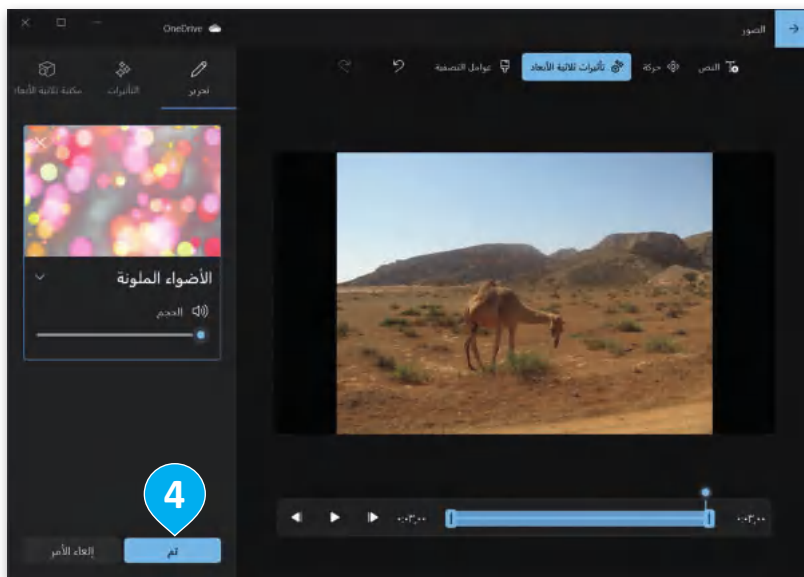 الصور
OneDrive
النص
حركة
تأثيرات ثلاثية الأبعاد
عوامل التصفية
تحرير
التأثيرات
مكتبة ثلاثية الأبعاد
الأضواء الملونة
الحجم
٠:٠٣,٠٠
٠:٠٣,٠٠
4
تم
إلغاء الأمر